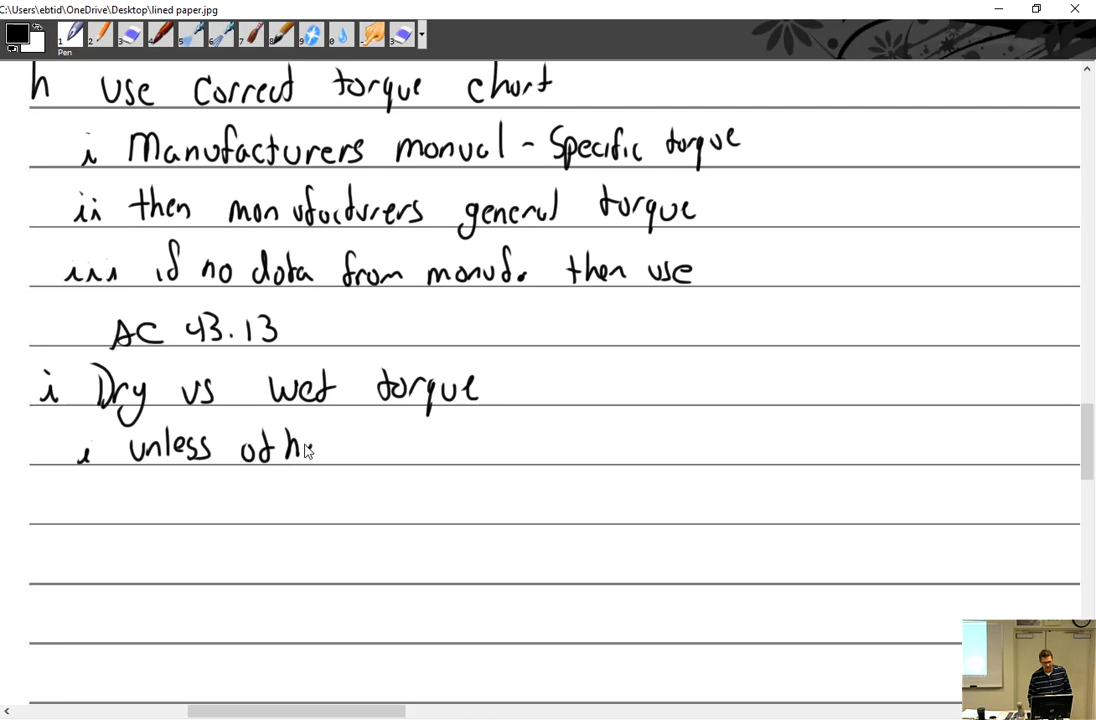 C:\Users\ebtid\OneDrive\Desktop\lined paper.jpg
Pen
h use correct torque chart
i Manufacturers manual - Specific torque
ii then manufacturers general torque
iii if no data from manuf. then use
AC 43.13
i Dry vs wet torque
i unless oth